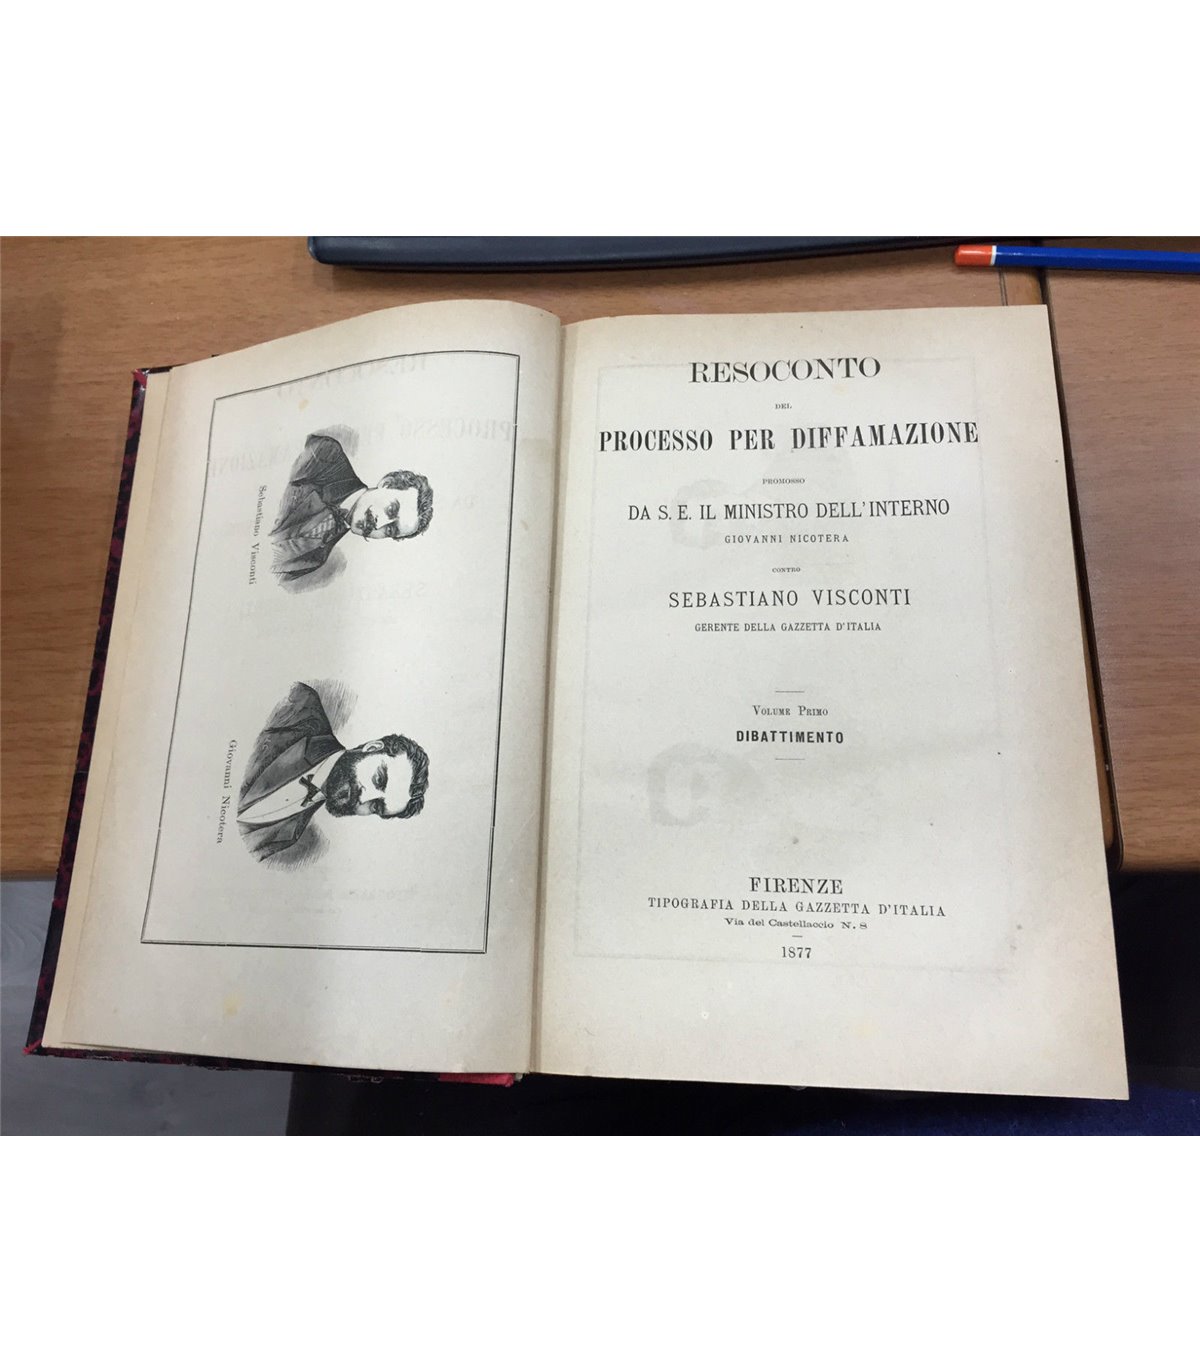 Sebastiano Visconti
Giovanni Nicotera
RESOCONTO
DEL
PROCESSO PER DIFFAMAZIONE
PROMOSSO
DA S. E. IL MINISTRO DELL'INTERNO
GIOVANNI NICOTERA
CONTRO
SEBASTIANO VISCONTI
GERENTE DELLA GAZZETTA D'ITALIA
VOLUME PRIMO
DIBATTIMENTO
FIRENZE
TIPOGRAFIA DELLA GAZZETTA D'ITALIA
Via del Castellaccio N. 8
1877